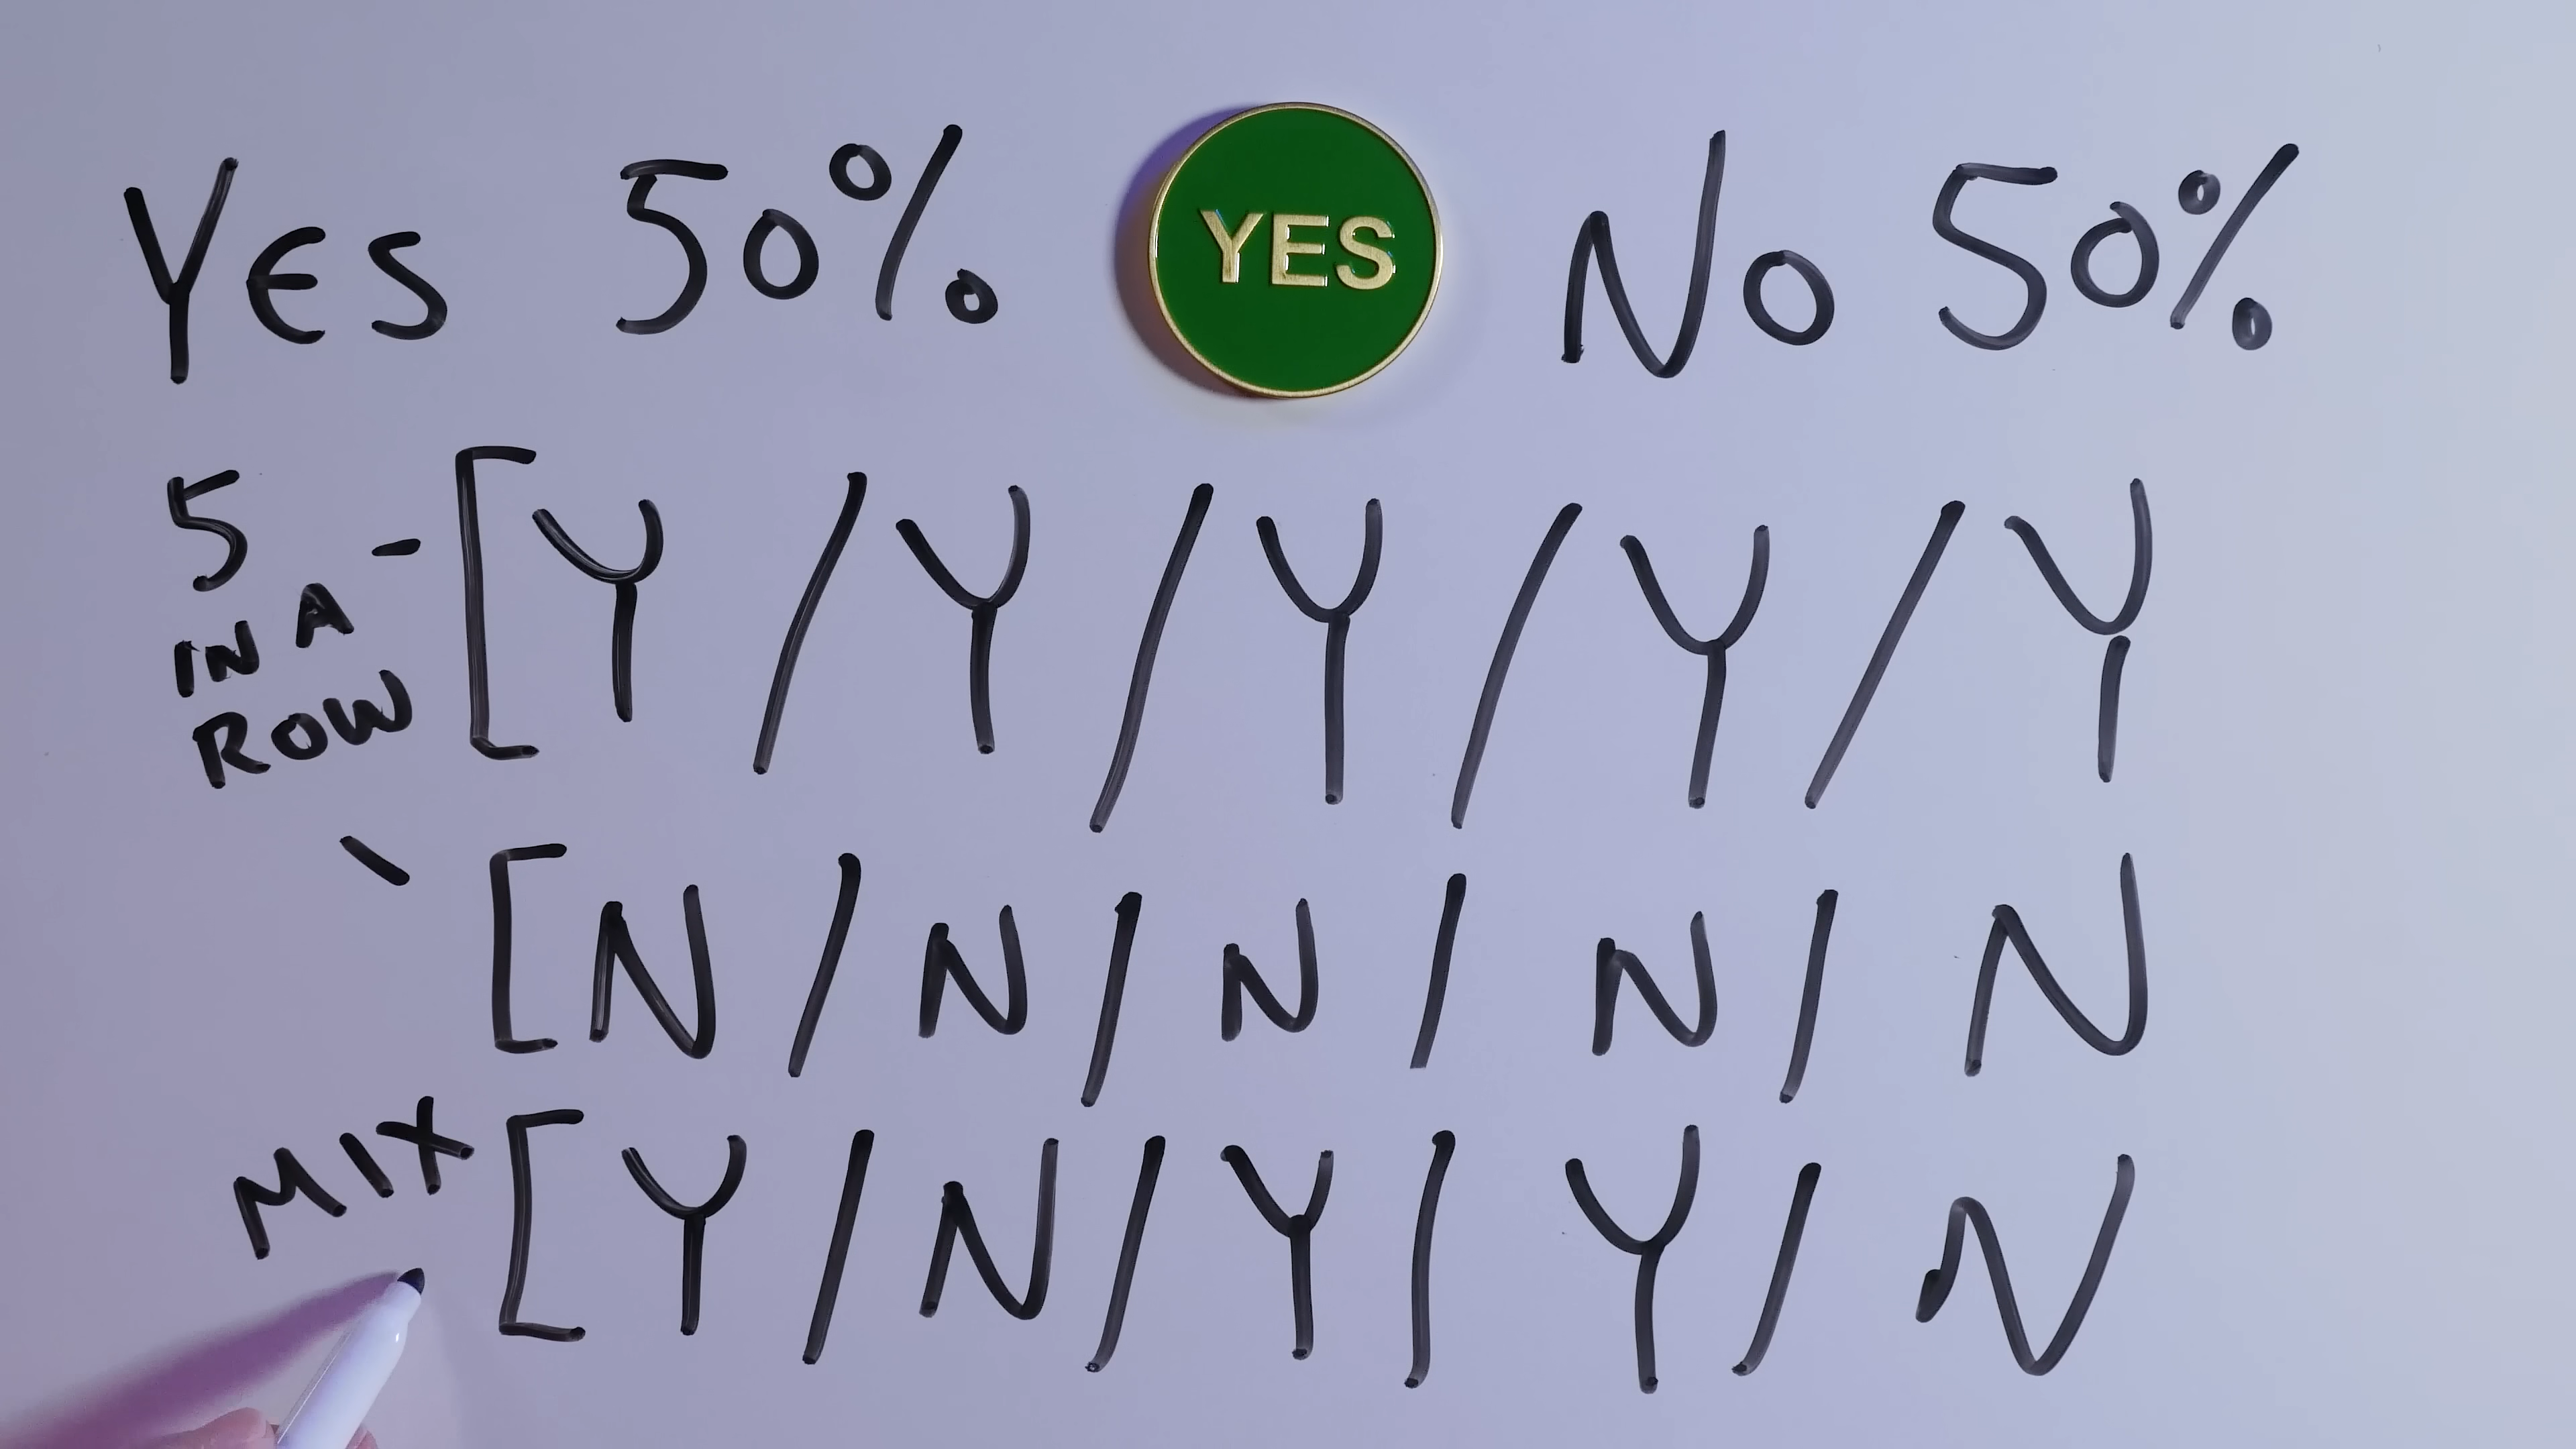 YES 50% YES No 50%
5 IN A ROW - [ Y / Y / Y / Y / Y
\ [ N / N / N / N / N
MIX [ Y / N / Y / Y / N